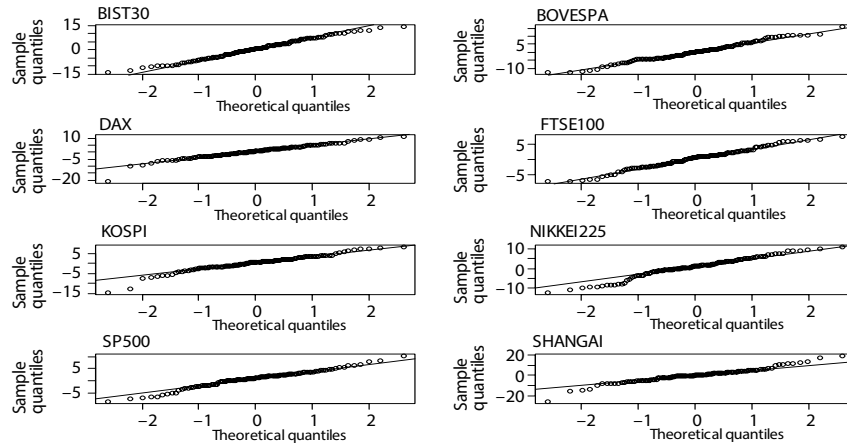 BIST30
Sample quantiles
15
0
−15
−2 −1 0 1 2
Theoretical quantiles
BOVESPA
Sample quantiles
5
−10
−2 −1 0 1 2
Theoretical quantiles
DAX
Sample quantiles
10
−5
−20
−2 −1 0 1 2
Theoretical quantiles
FTSE100
Sample quantiles
5
−5
−2 −1 0 1 2
Theoretical quantiles
KOSPI
Sample quantiles
5
−5
−15
−2 −1 0 1 2
Theoretical quantiles
NIKKEI225
Sample quantiles
10
0
−10
−2 −1 0 1 2
Theoretical quantiles
SP500
Sample quantiles
5
−5
−2 −1 0 1 2
Theoretical quantiles
SHANGAI
Sample quantiles
20
0
−20
−2 −1 0 1 2
Theoretical quantiles